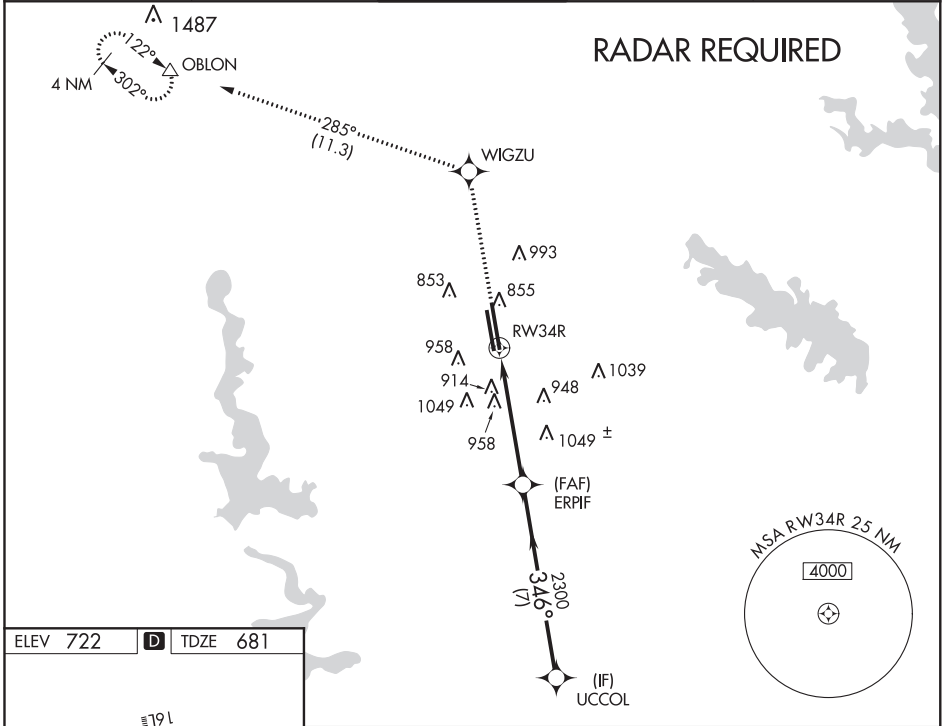 1487
RADAR REQUIRED
122°
OBLON
4 NM
302°
285°
(11.3)
WIGZU
993
853
855
RW34R
958
914
1039
948
1049
958
1049 ±
(FAF)
ERPIF
MSA RW34R 25 NM
4000
2300
346°
(7)
ELEV 722 D TDZE 681
(IF)
UCCOL
16L